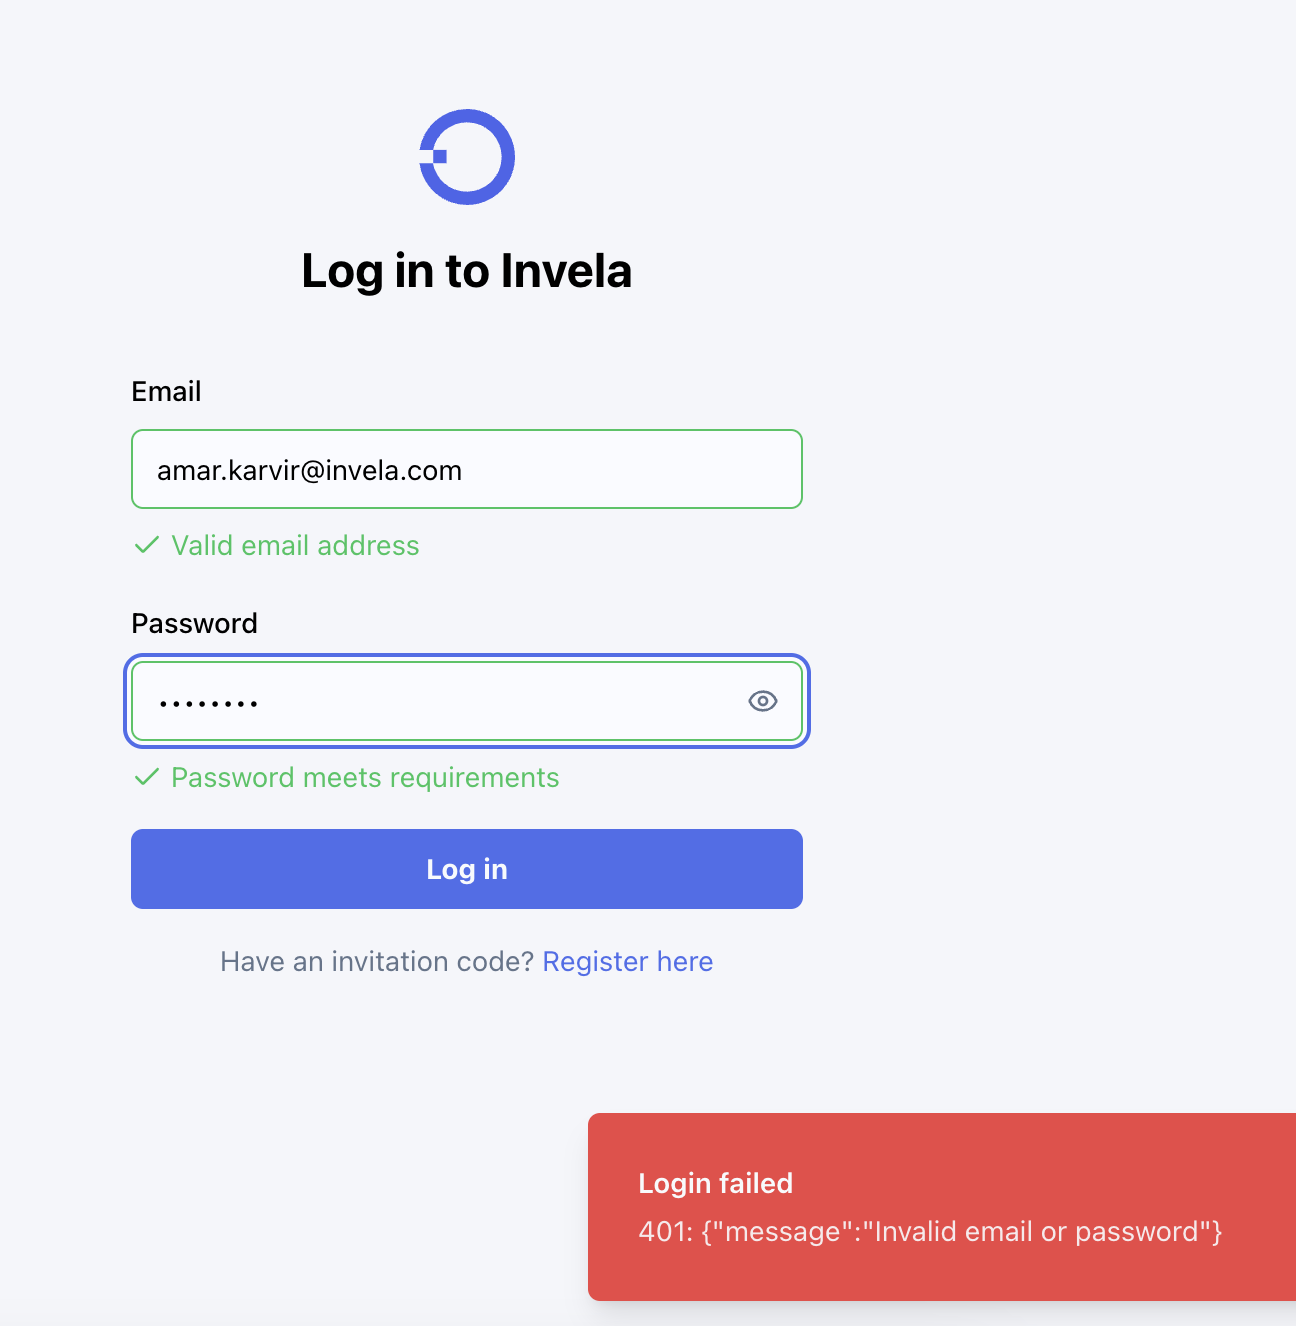 Log in to Invela
Email
amar.karvir@invela.com
Valid email address
Password
••••••••
Password meets requirements
Log in
Have an invitation code? Register here
Login failed
401: {"message":"Invalid email or password"}